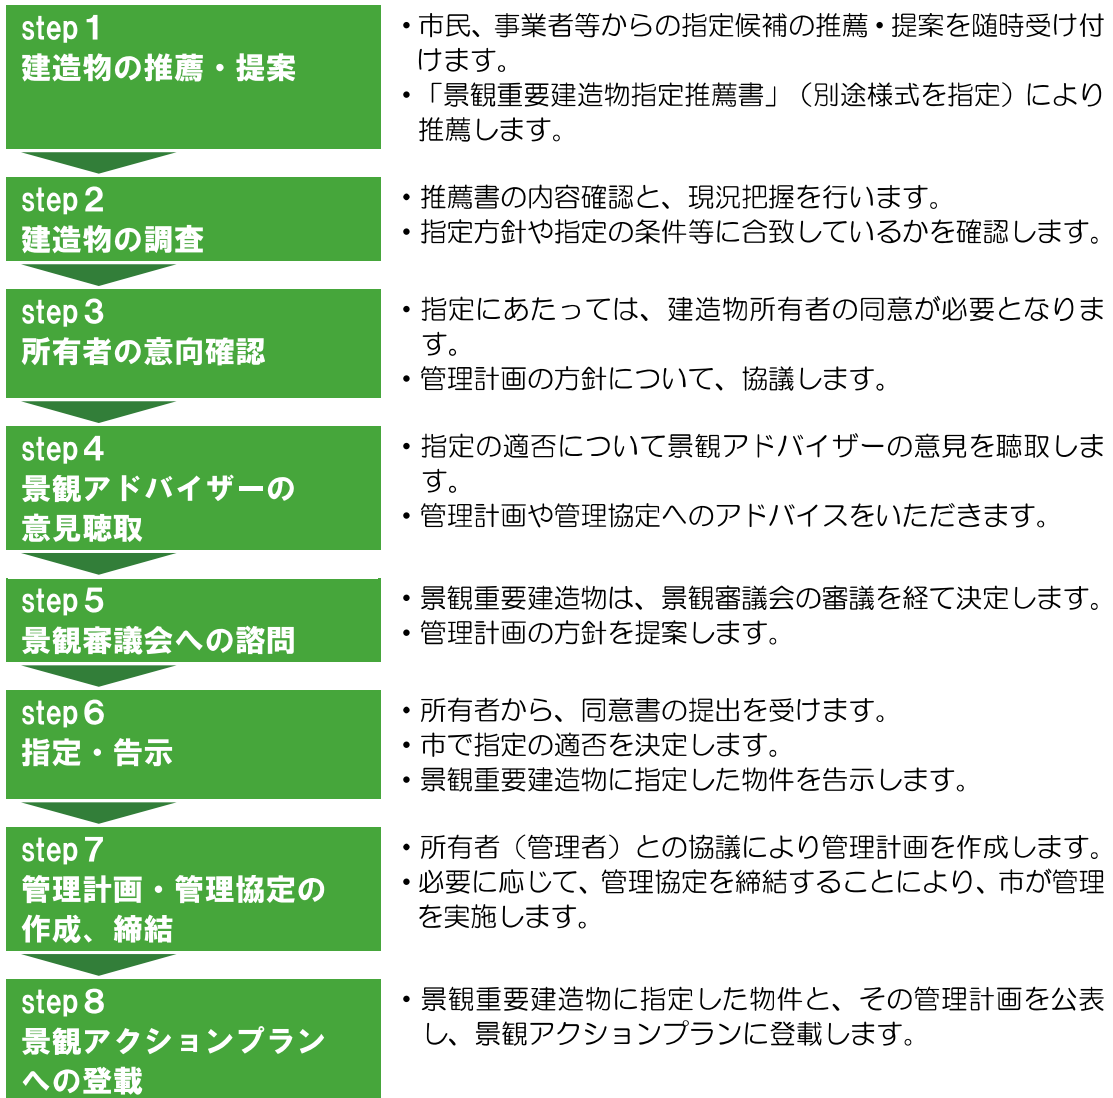 step 1
建造物の推薦・提案
・市民、事業者等からの指定候補の推薦・提案を随時受け付
けます。
・「景観重要建造物指定推薦書」（別途様式を指定）により
推薦します。
step 2
建造物の調査
・推薦書の内容確認と、現況把握を行います。
・指定方針や指定の条件等に合致しているかを確認します。
step 3
所有者の意向確認
・指定にあたっては、建造物所有者の同意が必要となりま
す。
・管理計画の方針について、協議します。
step 4
景観アドバイザーの
意見聴取
・指定の適否について景観アドバイザーの意見を聴取しま
す。
・管理計画や管理協定へのアドバイスをいただきます。
step 5
景観審議会への諮問
・景観重要建造物は、景観審議会の審議を経て決定します。
・管理計画の方針を提案します。
step 6
指定・告示
・所有者から、同意書の提出を受けます。
・市で指定の適否を決定します。
・景観重要建造物に指定した物件を告示します。
step 7
管理計画・管理協定の
作成、締結
・所有者（管理者）との協議により管理計画を作成します。
・必要に応じて、管理協定を締結することにより、市が管理
を実施します。
step 8
景観アクションプラン
への登載
・景観重要建造物に指定した物件と、その管理計画を公表
し、景観アクションプランに登載します。